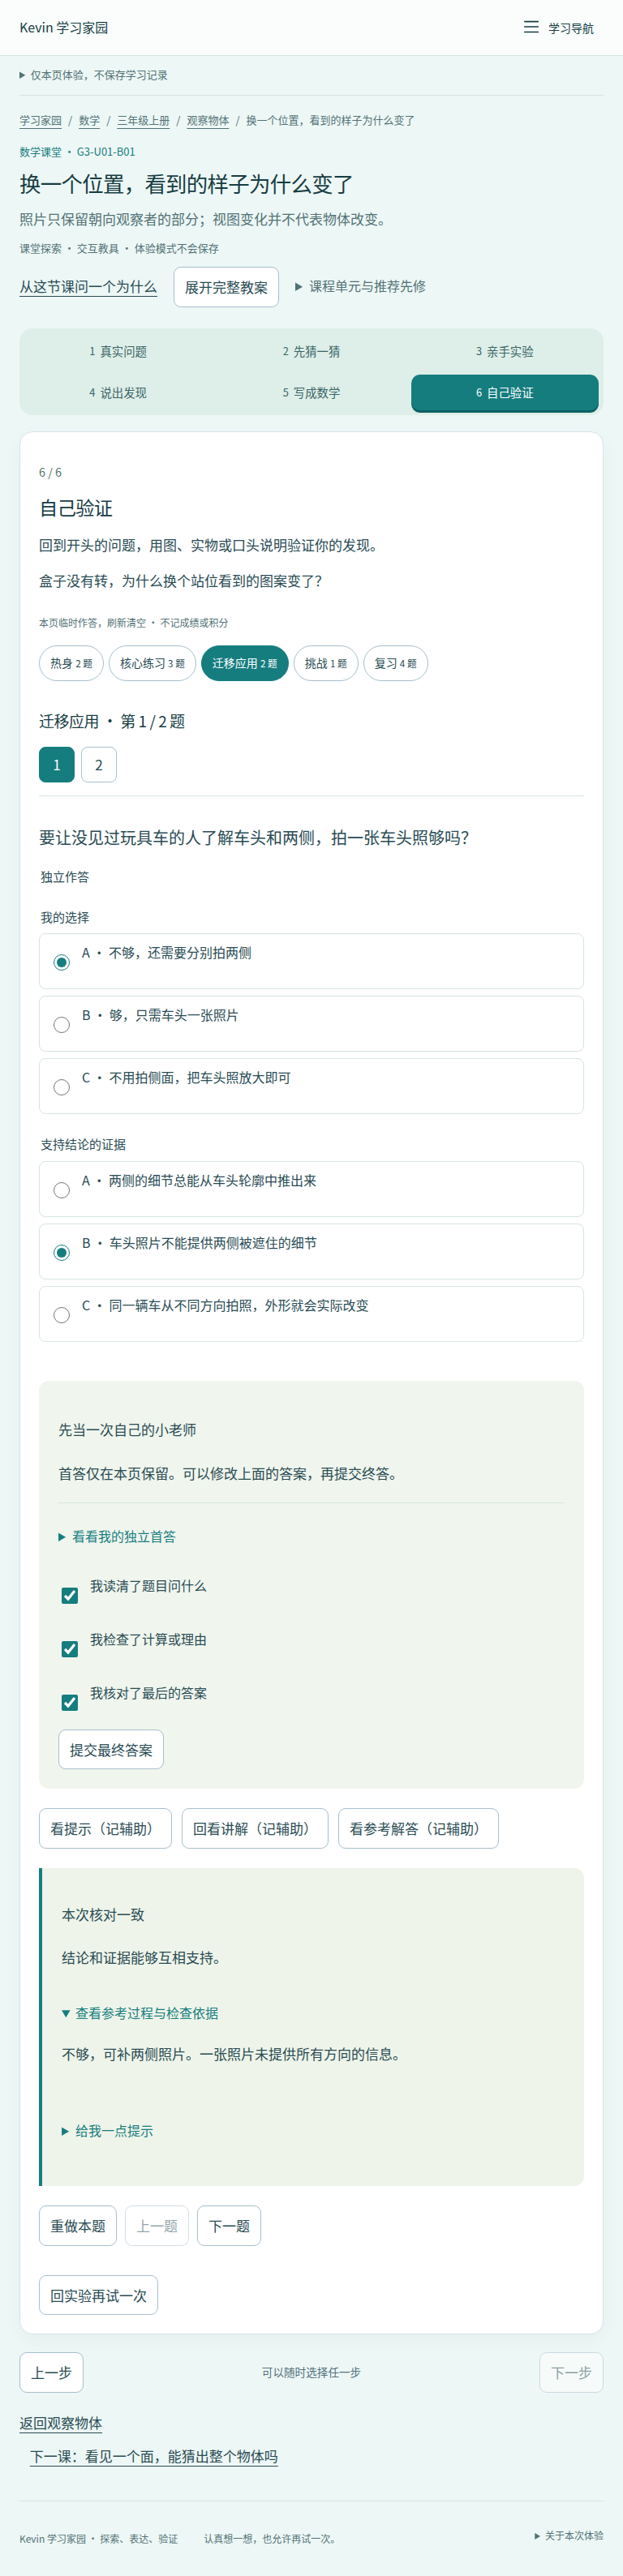 Kevin 学习家园
学习导航
仅本页体验，不保存学习记录
学习家园 / 数学 / 三年级上册 / 观察物体 / 换一个位置，看到的样子为什么变了
数学课堂 · G3-U01-B01
换一个位置，看到的样子为什么变了
照片只保留朝向观察者的部分；视图变化并不代表物体改变。
课堂探索 · 交互教具 · 体验模式不会保存
从这节课问一个为什么
展开完整教案
课程单元与推荐先修
1 真实问题
2 先猜一猜
3 亲手实验
4 说出发现
5 写成数学
6 自己验证
6 / 6
自己验证
回到开头的问题，用图、实物或口头说明验证你的发现。
盒子没有转，为什么换个站位看到的图案变了？
本页临时作答，刷新清空 · 不记成绩或积分
热身 2 题
核心练习 3 题
迁移应用 2 题
挑战 1 题
复习 4 题
迁移应用 · 第 1 / 2 题
1
2
要让没见过玩具车的人了解车头和两侧，拍一张车头照够吗？
独立作答
我的选择
A · 不够，还需要分别拍两侧
B · 够，只需车头一张照片
C · 不用拍侧面，把车头照放大即可
支持结论的证据
A · 两侧的细节总能从车头轮廓中推出来
B · 车头照片不能提供两侧被遮住的细节
C · 同一辆车从不同方向拍照，外形就会实际改变
先当一次自己的小老师
首答仅在本页保留。可以修改上面的答案，再提交终答。
看看我的独立首答
我读清了题目问什么
我检查了计算或理由
我核对了最后的答案
提交最终答案
看提示（记辅助）
回看讲解（记辅助）
看参考解答（记辅助）
本次核对一致
结论和证据能够互相支持。
查看参考过程与检查依据
不够，可补两侧照片。一张照片未提供所有方向的信息。
给我一点提示
重做本题
上一题
下一题
回实验再试一次
上一步
可以随时选择任一步
下一步
返回观察物体
下一课：看见一个面，能猜出整个物体吗
Kevin 学习家园 · 探索、表达、验证
认真想一想，也允许再试一次。
关于本次体验